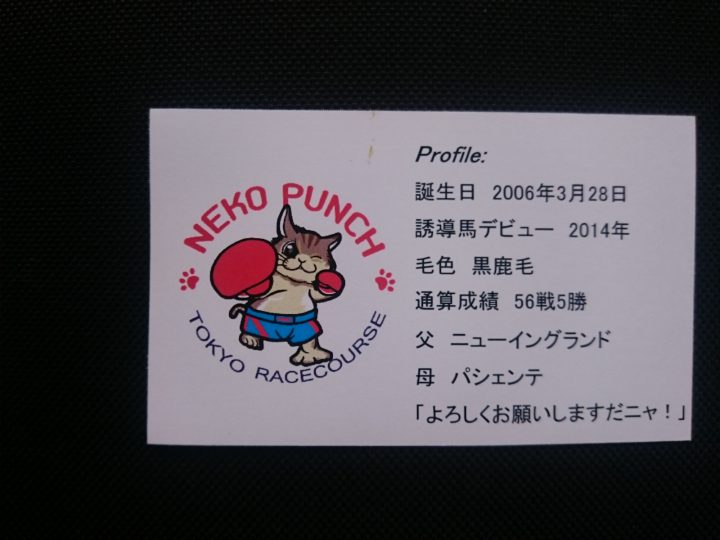 NEKO PUNCH
TOKYO RACECOURSE
Profile:
誕生日 2006年3月28日
誘導馬デビュー 2014年
毛色 黒鹿毛
通算成績 56戦5勝
父 ニューイングランド
母 パシェンテ
「よろしくお願いしますだニャ！」